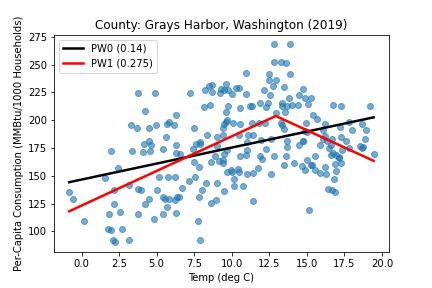 County: Grays Harbor, Washington (2019)
Per-Capita Consumption (MMBtu/1000 Households)
275
250
225
200
175
150
125
100
PW0 (0.14)
PW1 (0.275)
0.0 2.5 5.0 7.5 10.0 12.5 15.0 17.5 20.0
Temp (deg C)